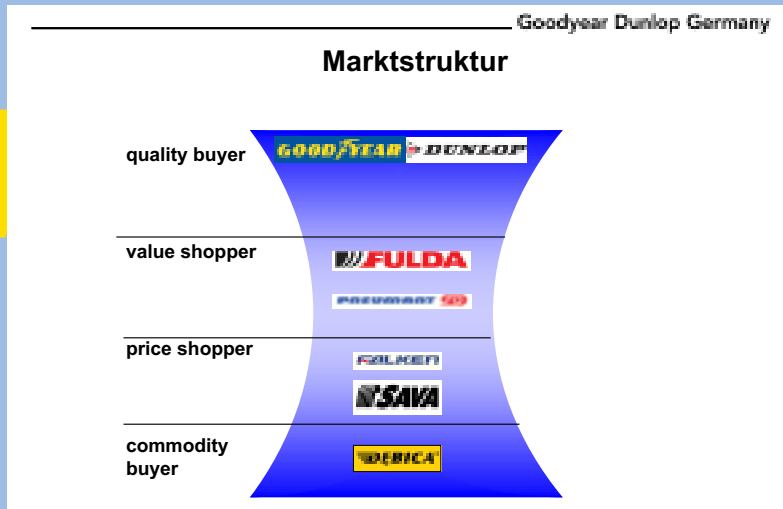 Goodyear Dunlop Germany
Marktstruktur
quality buyer
GOODYEAR DUNLOP
value shopper
FULDA
PNEUMANT
price shopper
FALKEN
SAVA
commodity
buyer
DEBICA